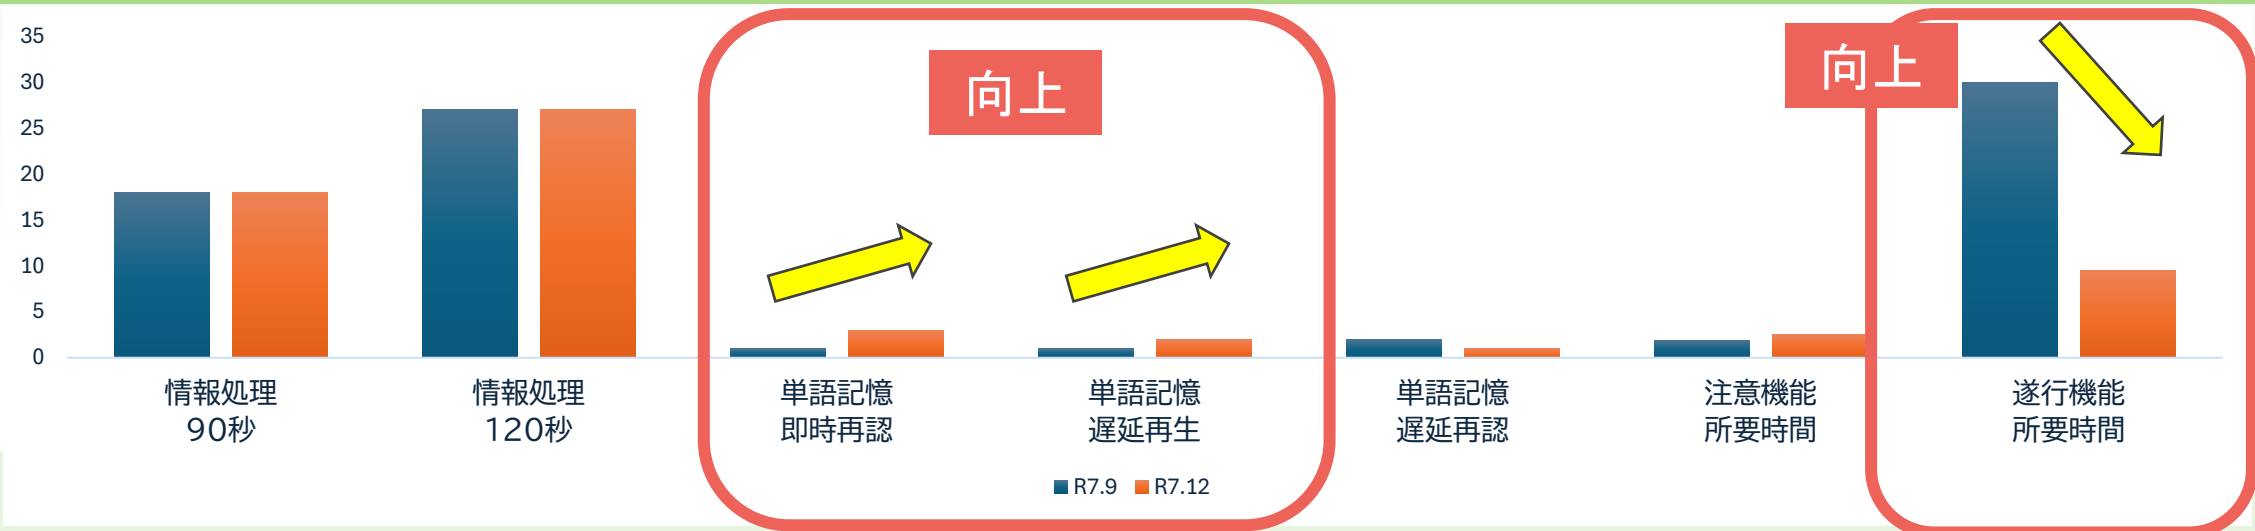 35
30
25
20
15
10
5
0
向上
向上
情報処理
90秒
情報処理
120秒
単語記憶
即時再認
単語記憶
遅延再生
単語記憶
遅延再認
注意機能
所要時間
遂行機能
所要時間
R7.9 R7.12